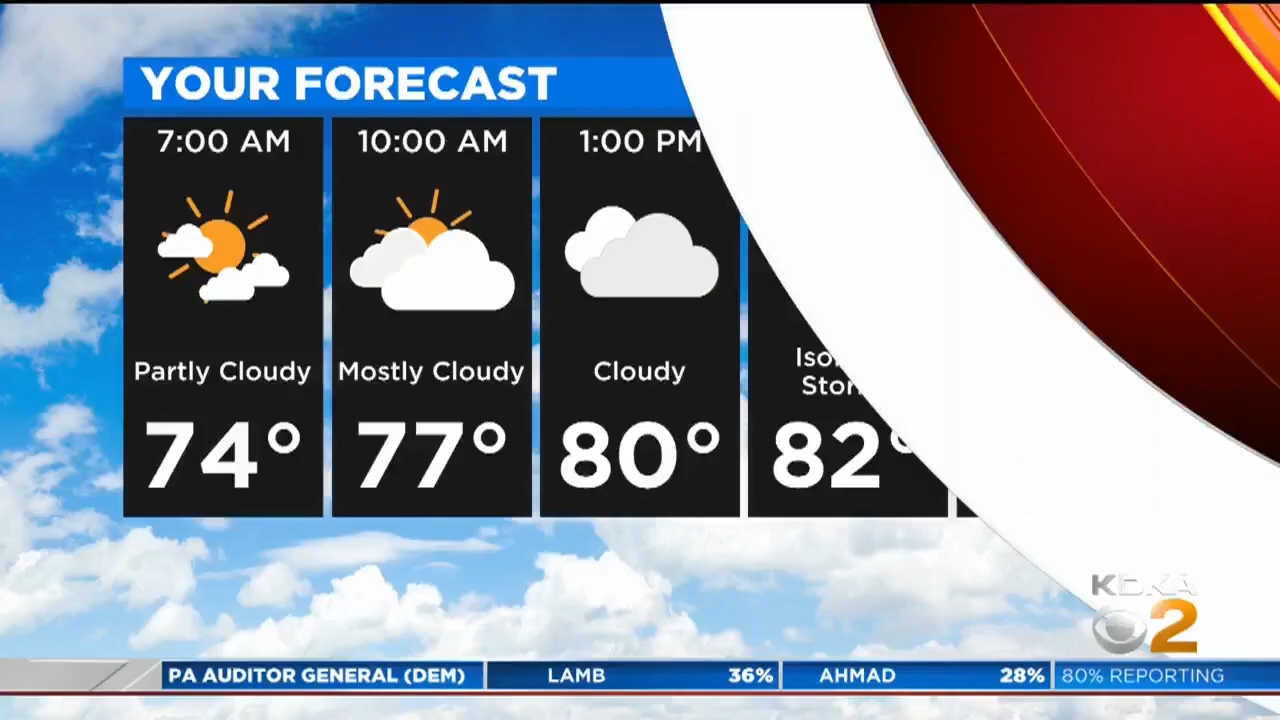 YOUR FORECAST
7:00 AM
10:00 AM
1:00 PM
Partly Cloudy
Mostly Cloudy
Cloudy
74°
77°
80°
82°
KDKA
2
PA AUDITOR GENERAL (DEM)
LAMB 36%
AHMAD 28%
80% REPORTING